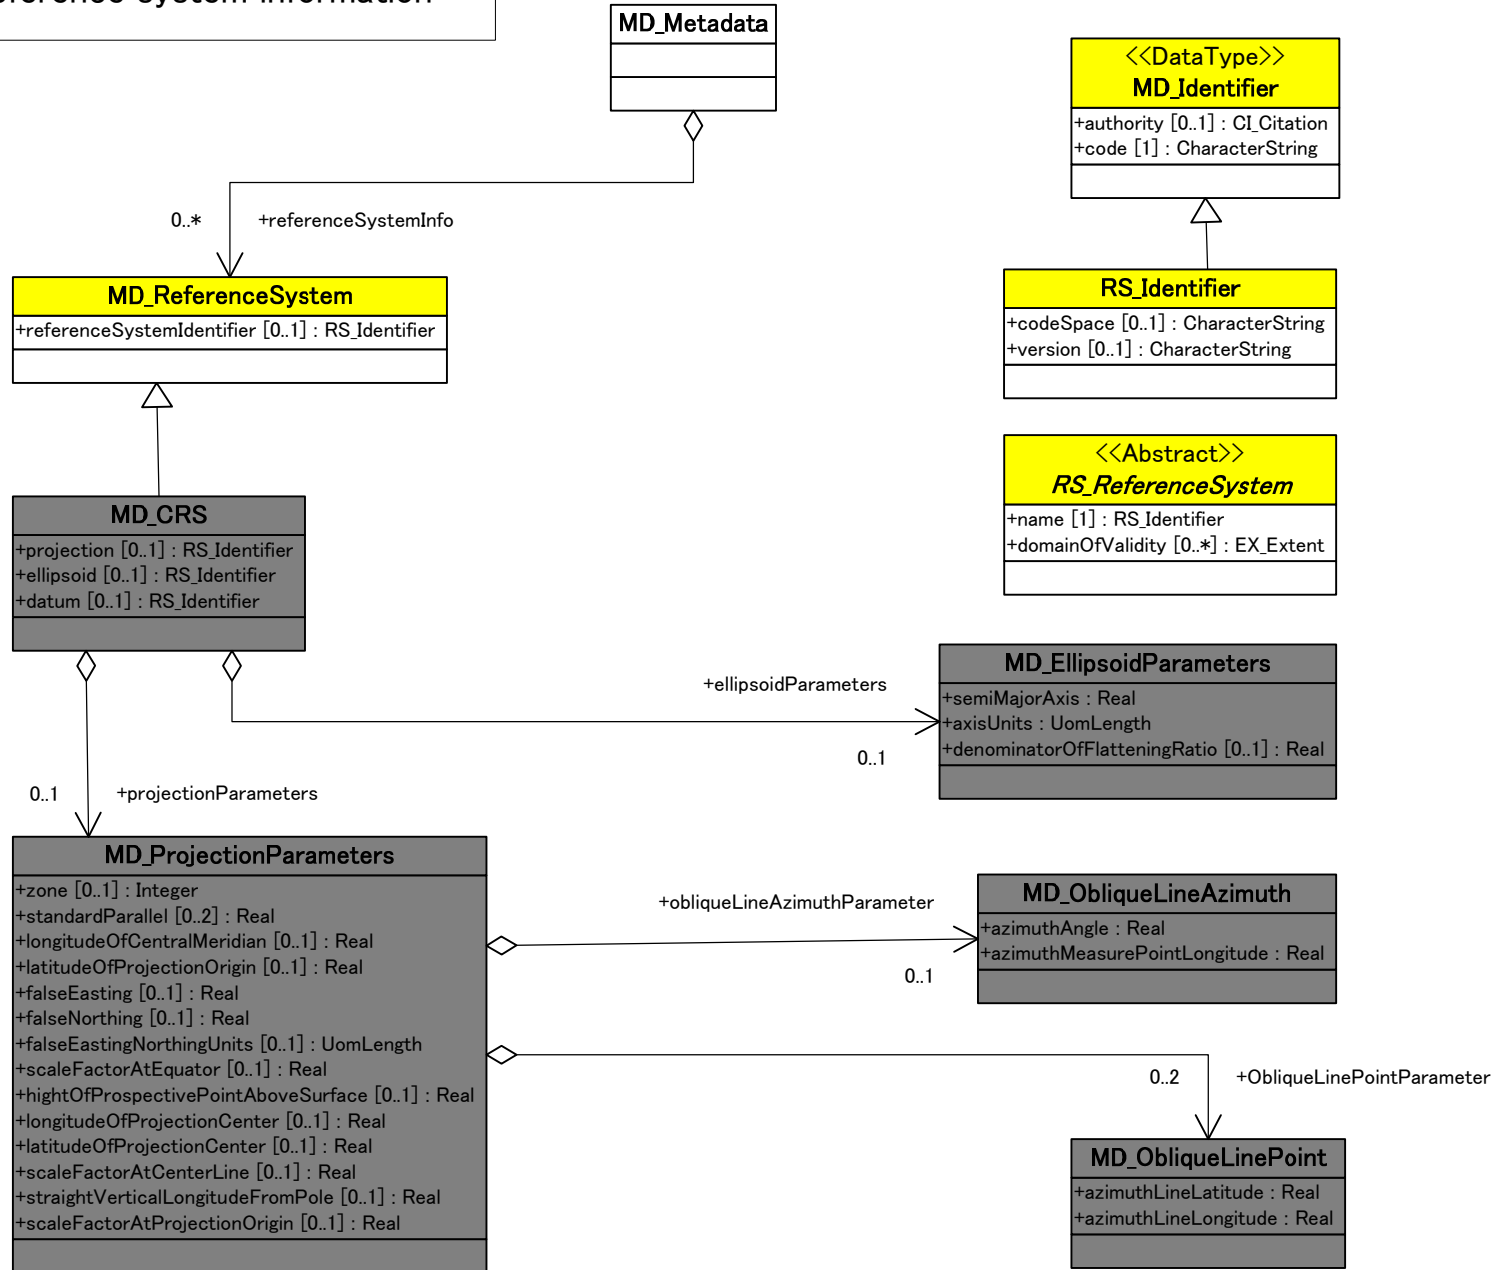 system information
MD_Metadata
0..*
+referenceSystemInfo
<<DataType>>
MD_Identifier
+authority [0..1] : CI_Citation
+code [1] : CharacterString
MD_ReferenceSystem
+referenceSystemIdentifier [0..1] : RS_Identifier
RS_Identifier
+codeSpace [0..1] : CharacterString
+version [0..1] : CharacterString
<<Abstract>>
RS_ReferenceSystem
+name [1] : RS_Identifier
+domainOfValidity [0..*] : EX_Extent
MD_CRS
+projection [0..1] : RS_Identifier
+ellipsoid [0..1] : RS_Identifier
+datum [0..1] : RS_Identifier
+ellipsoidParameters
0..1
MD_EllipsoidParameters
+semiMajorAxis : Real
+axisUnits : UomLength
+denominatorOfFlatteningRatio [0..1] : Real
0..1
+projectionParameters
MD_ProjectionParameters
+zone [0..1] : Integer
+standardParallel [0..2] : Real
+longitudeOfCentralMeridian [0..1] : Real
+latitudeOfProjectionOrigin [0..1] : Real
+falseEasting [0..1] : Real
+falseNorthing [0..1] : Real
+falseEastingNorthingUnits [0..1] : UomLength
+scaleFactorAtEquator [0..1] : Real
+hightOfProspectivePointAboveSurface [0..1] : Real
+longitudeOfProjectionCenter [0..1] : Real
+latitudeOfProjectionCenter [0..1] : Real
+scaleFactorAtCenterLine [0..1] : Real
+straightVerticalLongitudeFromPole [0..1] : Real
+scaleFactorAtProjectionOrigin [0..1] : Real
+obliqueLineAzimuthParameter
0..1
MD_ObliqueLineAzimuth
+azimuthAngle : Real
+azimuthMeasurePointLongitude : Real
0..2
+ObliqueLinePointParameter
MD_ObliqueLinePoint
+azimuthLineLatitude : Real
+azimuthLineLongitude : Real